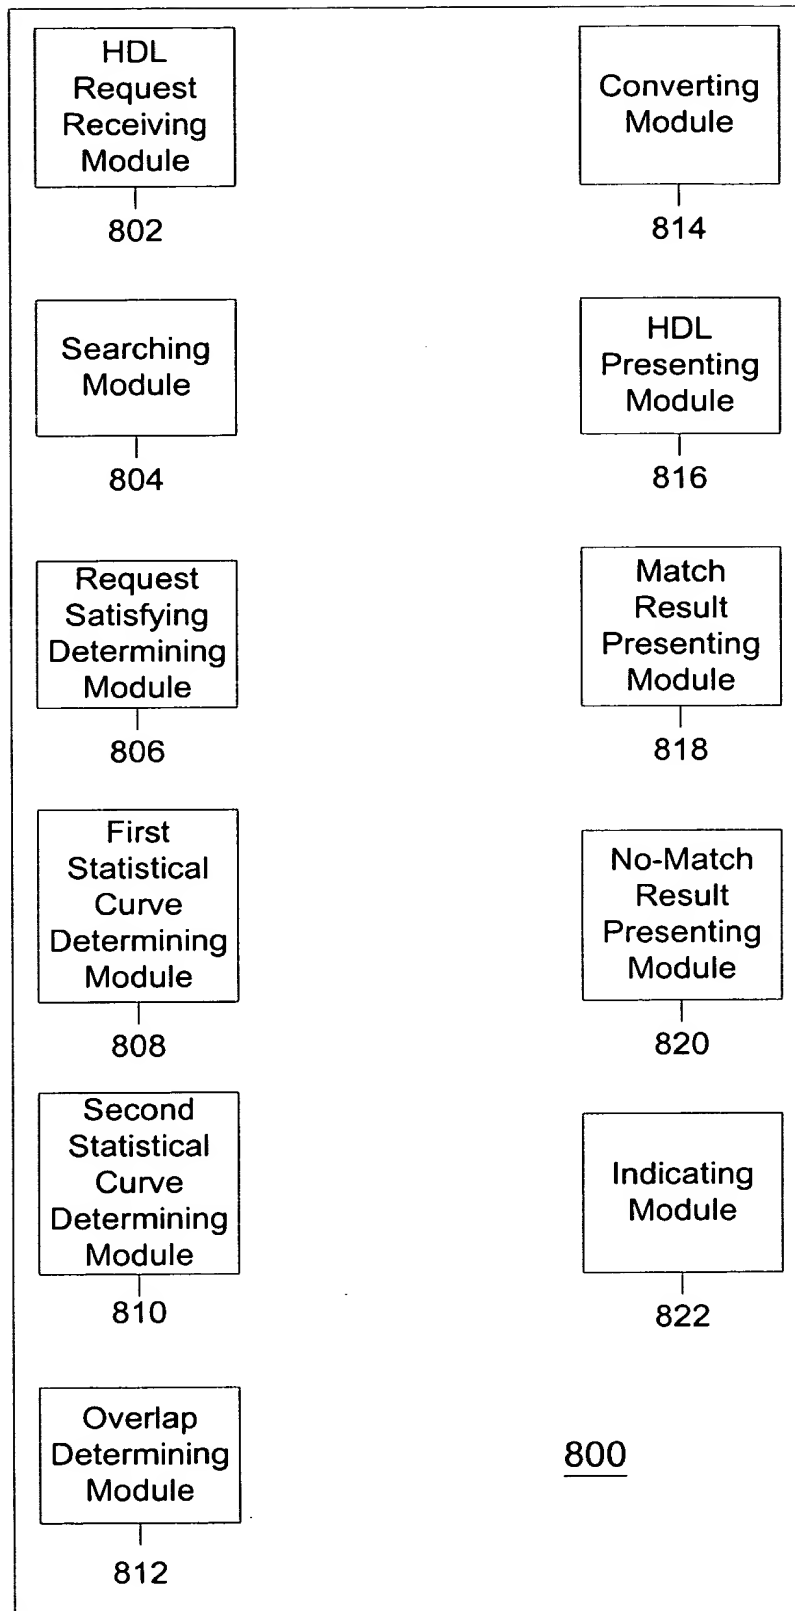 HDL
Request
Receiving
Module
802
Searching
Module
804
Request
Satisfying
Determining
Module
806
First
Statistical
Curve
Determining
Module
808
Second
Statistical
Curve
Determining
Module
810
Overlap
Determining
Module
812
Converting
Module
814
HDL
Presenting
Module
816
Match
Result
Presenting
Module
818
No-Match
Result
Presenting
Module
820
Indicating
Module
822
800